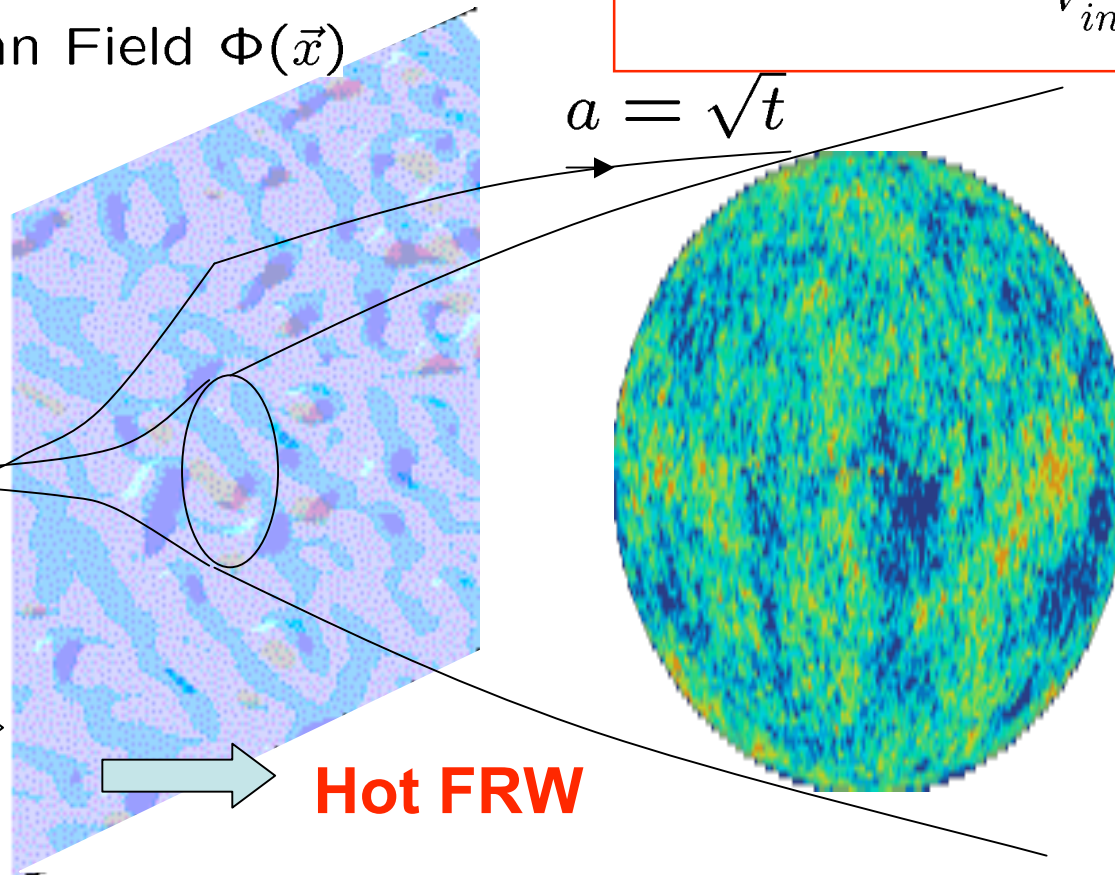 Field Φ(x⃗)
a = √t
Hot FRW